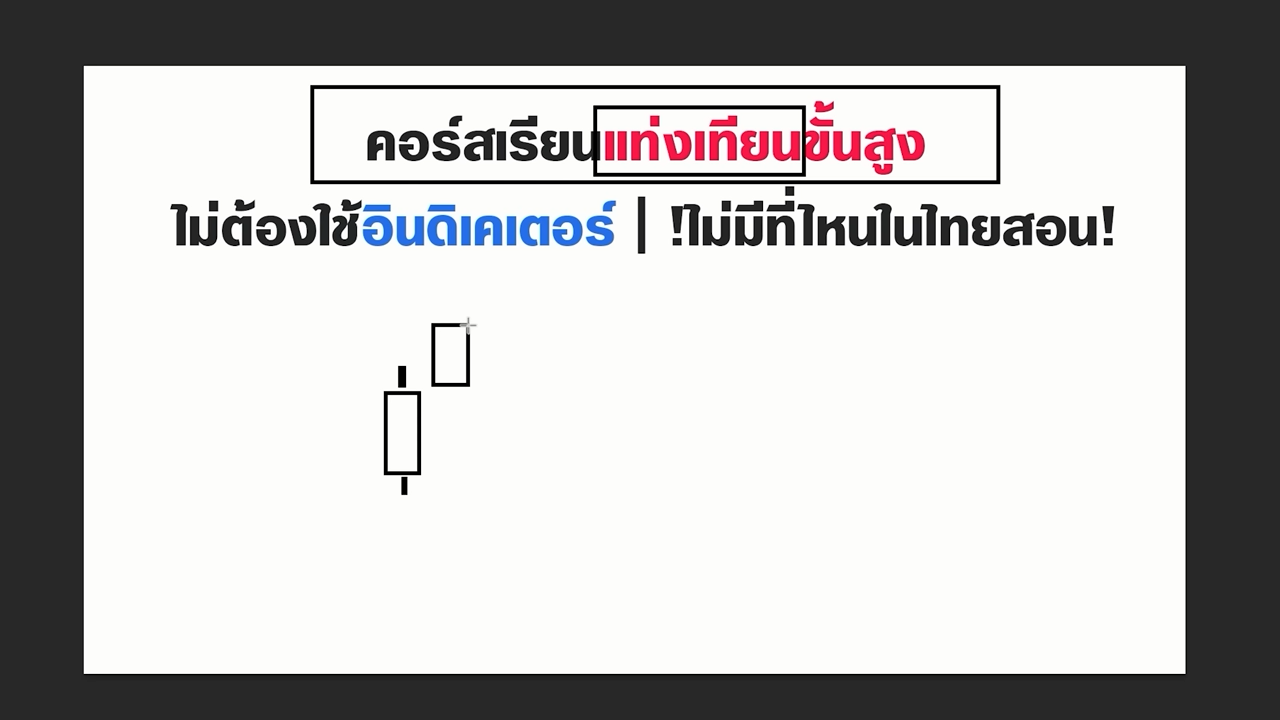 คอร์สเรียนแท่งเทียนขั้นสูง
ไม่ต้องใช้อินดิเคเตอร์ | !ไม่มีที่ไหนในไทยสอน!